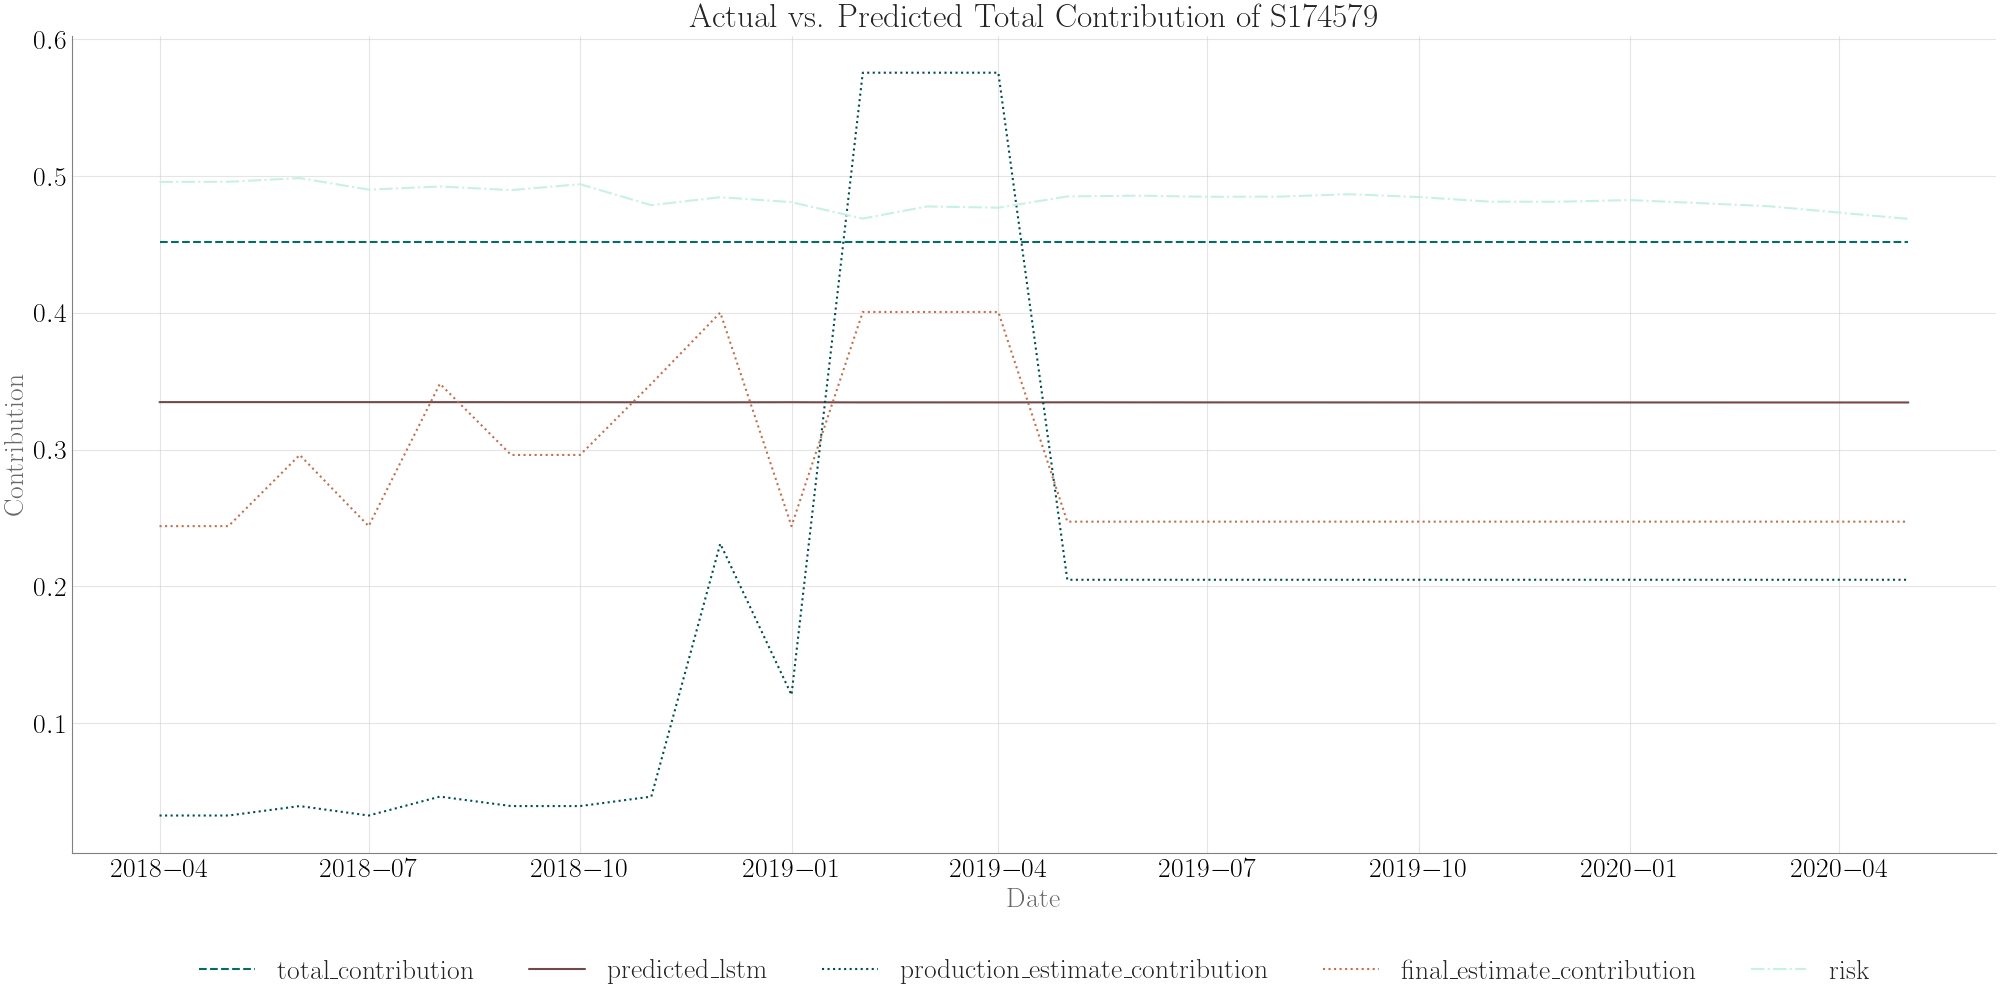 Actual vs. Predicted Total Contribution of S174579
0.6
0.5
0.4
0.3
0.2
0.1
Contribution
2018–04 2018–07 2018–10 2019–01 2019–04 2019–07 2019–10 2020–01 2020–04
Date
total_contribution predicted_lstm production_estimate_contribution final_estimate_contribution risk